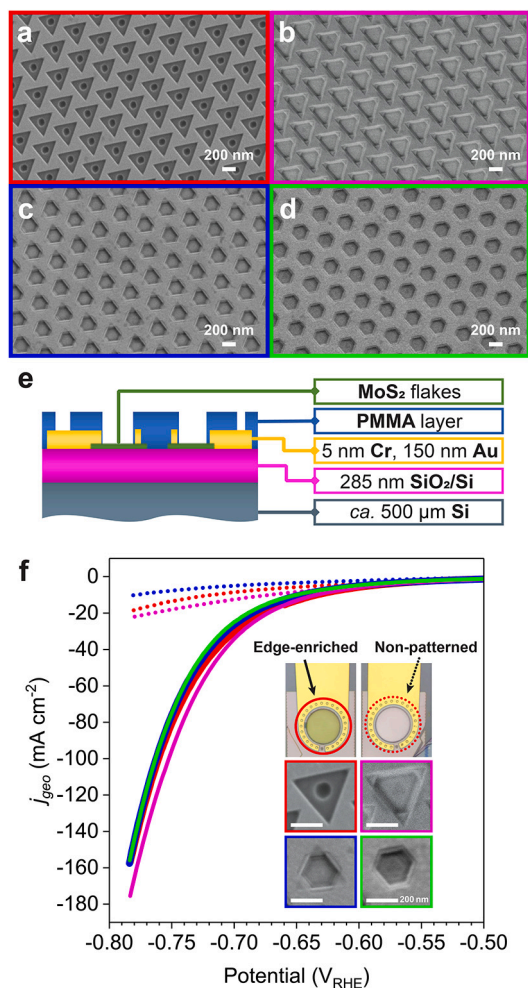 a
200 nm
b
200 nm
c
200 nm
d
200 nm
e
MoS₂ flakes
PMMA layer
5 nm Cr, 150 nm Au
285 nm SiO₂/Si
ca. 500 µm Si
f
0
-20
-40
-60
-80
-100
-120
-140
-160
-180
j_geo (mA cm⁻²)
Edge-enriched
Non-patterned
200 nm
-0.80
-0.75
-0.70
-0.65
-0.60
-0.55
-0.50
Potential (V_RHE)